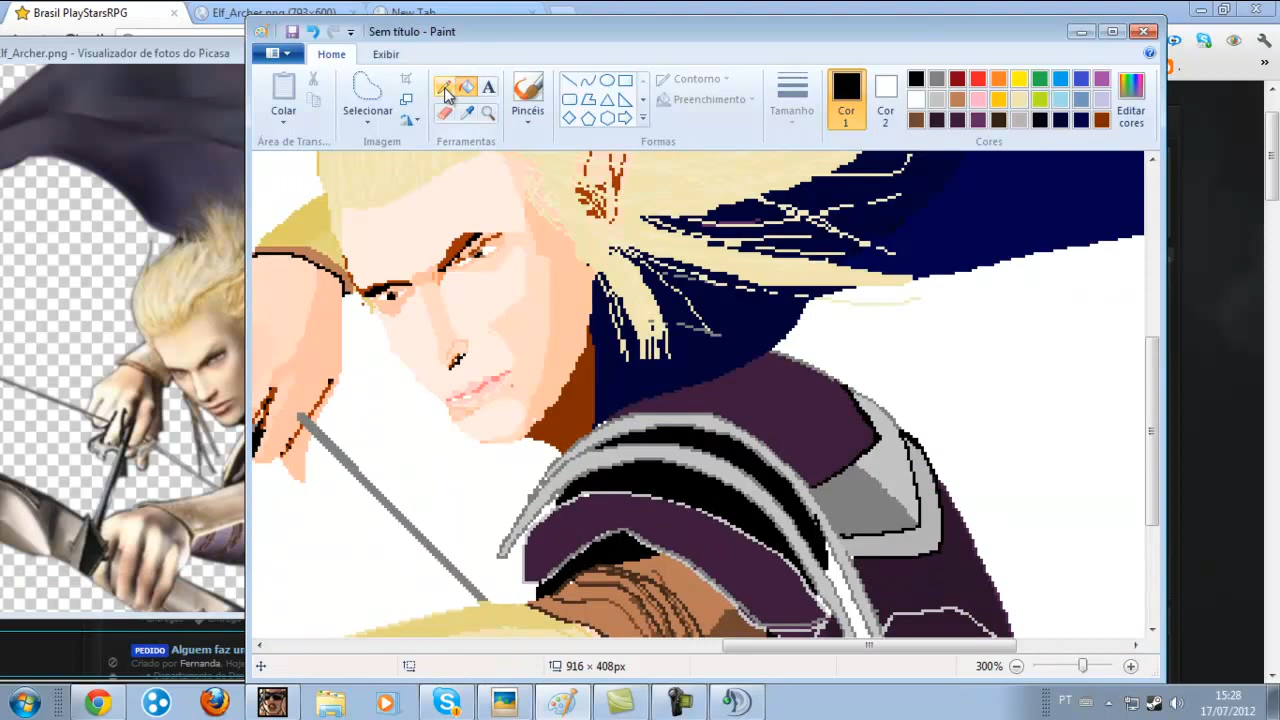 Brasil PlayStarsRPG
Elf_Archer.png (793×600)
New Tab
Elf_Archer.png - Visualizador de fotos do Picasa
Sem título - Paint
Home
Exibir
Colar
Selecionar
A
Pincéis
Contorno
Preenchimento
Tamanho
Cor 1
Cor 2
Editar cores
Área de Trans...
Imagem
Ferramentas
Formas
Cores
916 × 408px
300%
PEDIDO Alguem faz um
Criado por Fernanda, Hoje
PT
15:28
17/07/2012